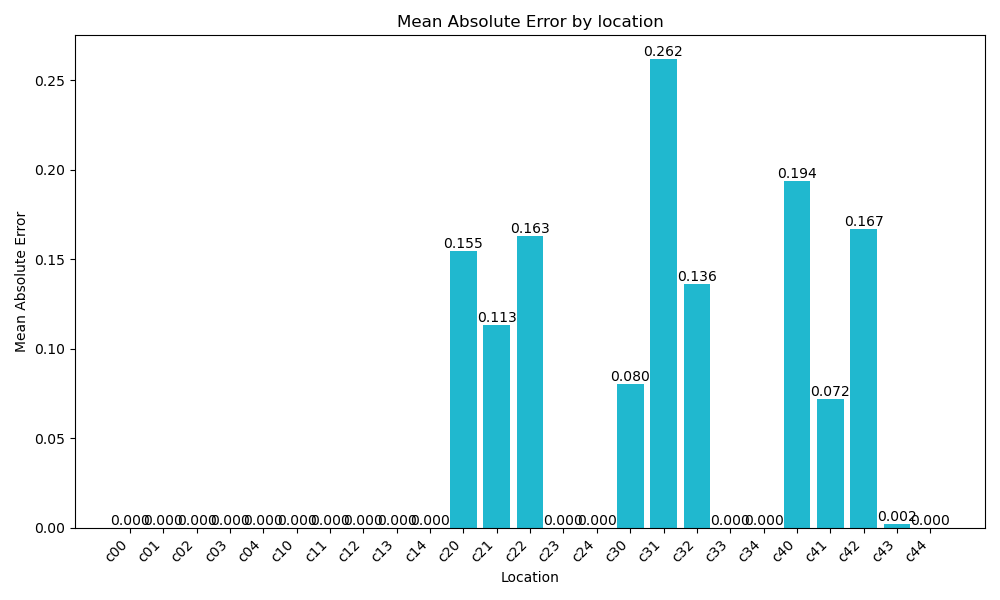 Mean Absolute Error by location
Mean Absolute Error
0.25
0.20
0.15
0.10
0.05
0.00
0.000 0.000 0.000 0.000 0.000 0.000 0.000 0.000 0.000 0.000 0.155 0.113 0.163 0.000 0.000 0.080 0.262 0.136 0.000 0.000 0.194 0.072 0.167 0.002 0.000
c00 c01 c02 c03 c04 c10 c11 c12 c13 c14 c20 c21 c22 c23 c24 c30 c31 c32 c33 c34 c40 c41 c42 c43 c44
Location